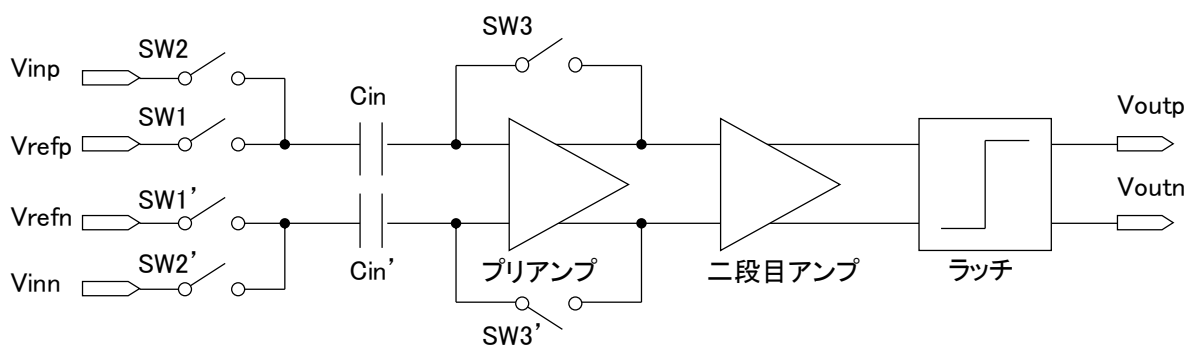 SW3
SW2
Vinp
Cin
Voutp
SW1
Vrefp
Voutn
SW1’
Vrefn
SW2’
Vinn
Cin’
プリアンプ
二段目アンプ
ラッチ
SW3’